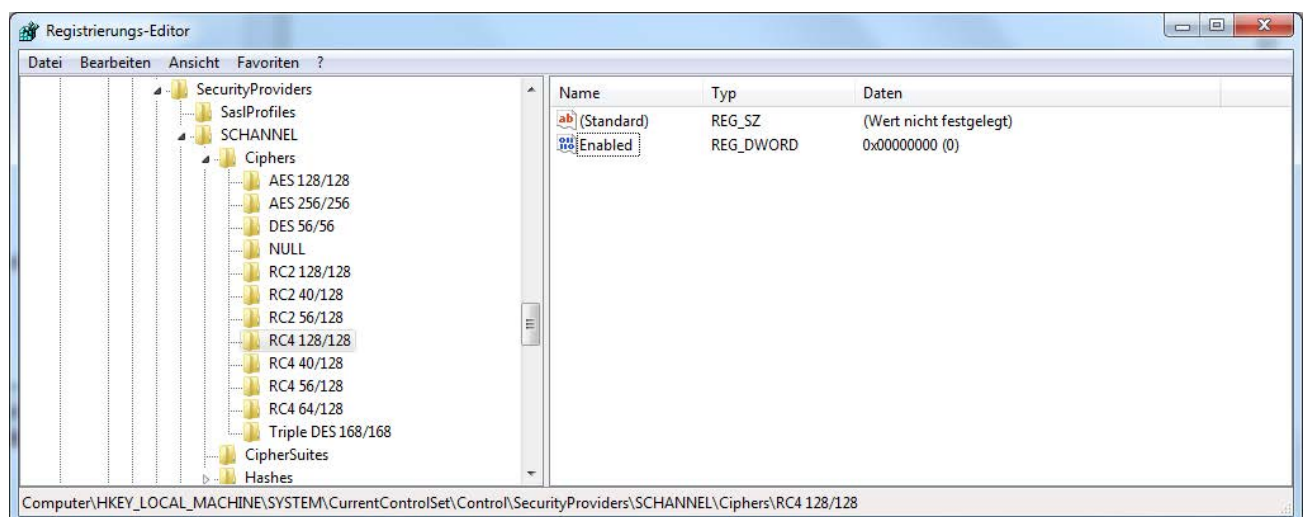 Registrierungs-Editor
Datei Bearbeiten Ansicht Favoriten ?
SecurityProviders
SaslProfiles
SCHANNEL
Ciphers
AES 128/128
AES 256/256
DES 56/56
NULL
RC2 128/128
RC2 40/128
RC2 56/128
RC4 128/128
RC4 40/128
RC4 56/128
RC4 64/128
Triple DES 168/168
CipherSuites
Hashes
Name Typ Daten
(Standard) REG_SZ (Wert nicht festgelegt)
Enabled REG_DWORD 0x00000000 (0)
Computer\HKEY_LOCAL_MACHINE\SYSTEM\CurrentControlSet\Control\SecurityProviders\SCHANNEL\Ciphers\RC4 128/128